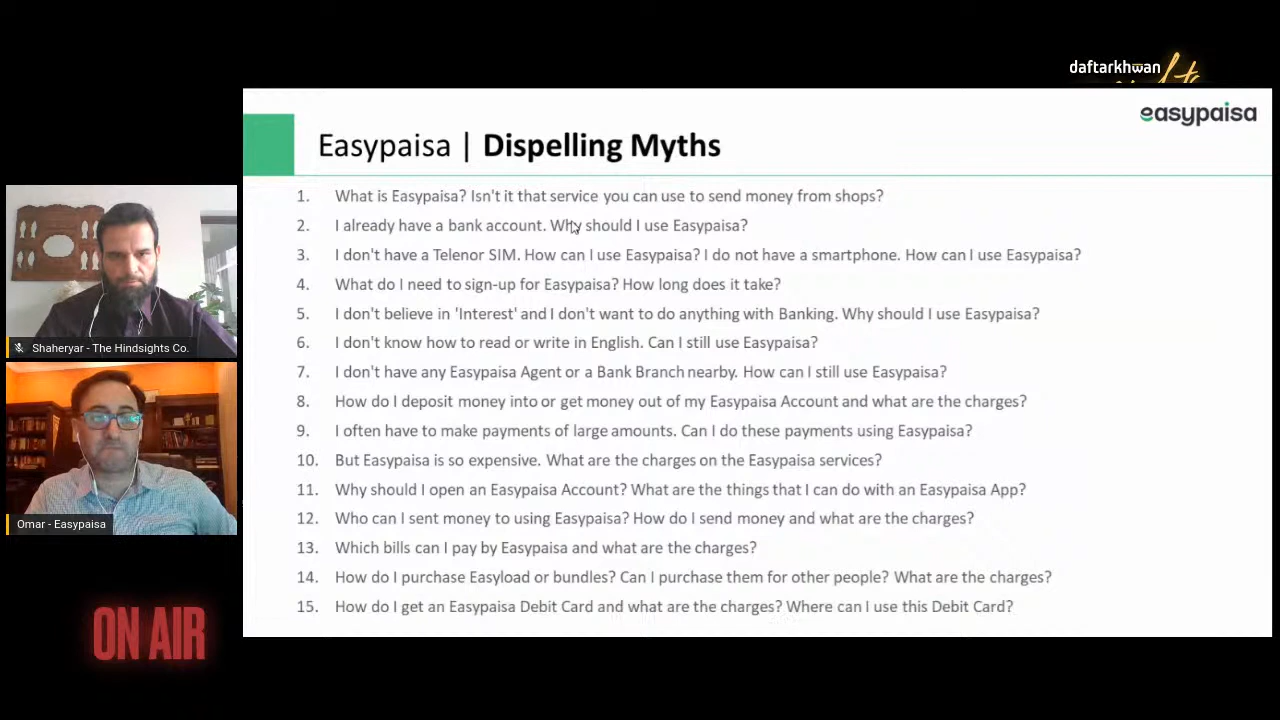 daftarkhwan
easypaisa
Easypaisa | Dispelling Myths
1. What is Easypaisa? Isn't it that service you can use to send money from shops?
2. I already have a bank account. Why should I use Easypaisa?
3. I don't have a Telenor SIM. How can I use Easypaisa? I do not have a smartphone. How can I use Easypaisa?
4. What do I need to sign-up for Easypaisa? How long does it take?
5. I don't believe in 'Interest' and I don't want to do anything with Banking. Why should I use Easypaisa?
6. I don't know how to read or write in English. Can I still use Easypaisa?
7. I don't have any Easypaisa Agent or a Bank Branch nearby. How can I still use Easypaisa?
8. How do I deposit money into or get money out of my Easypaisa Account and what are the charges?
9. I often have to make payments of large amounts. Can I do these payments using Easypaisa?
10. But Easypaisa is so expensive. What are the charges on the Easypaisa services?
11. Why should I open an Easypaisa Account? What are the things that I can do with an Easypaisa App?
12. Who can I sent money to using Easypaisa? How do I send money and what are the charges?
13. Which bills can I pay by Easypaisa and what are the charges?
14. How do I purchase Easyload or bundles? Can I purchase them for other people? What are the charges?
15. How do I get an Easypaisa Debit Card and what are the charges? Where can I use this Debit Card?
Shaheryar - The Hindsights Co.
Omar - Easypaisa
ON AIR